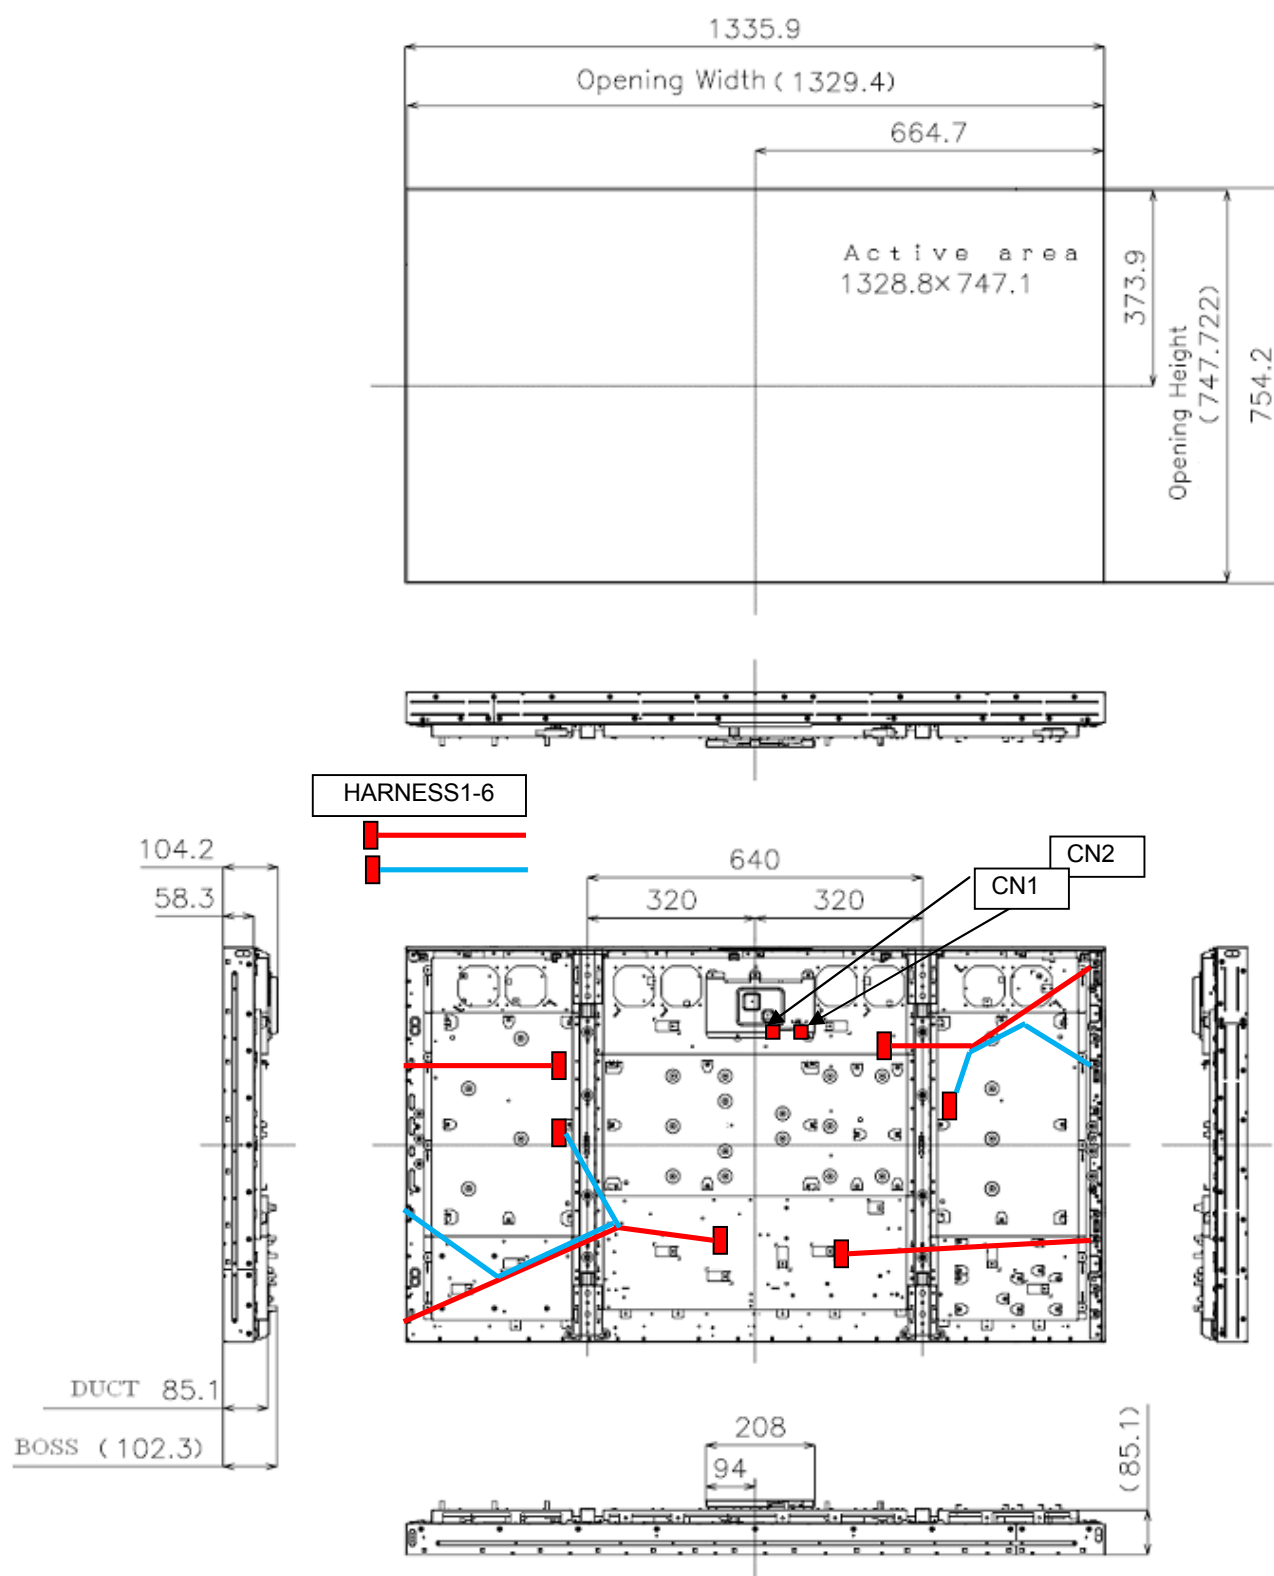 1335.9
Opening Width ( 1329.4)
664.7
Active area
1328.8×747.1
373.9
Opening Height
(747.722)
754.2
HARNESS1-6
104.2
58.3
640
320
320
CN2
CN1
DUCT 85.1
BOSS (102.3)
208
94
(85.1)